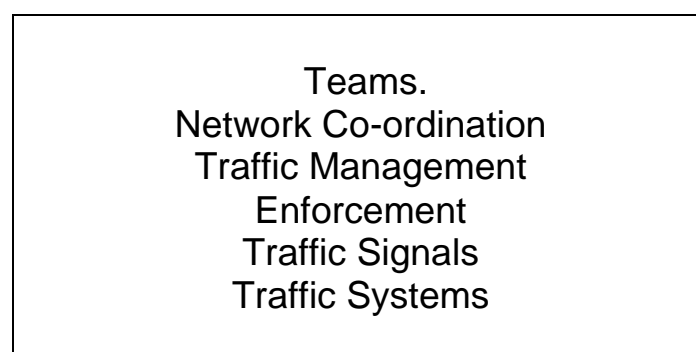 Teams.
Network Co-ordination
Traffic Management
Enforcement
Traffic Signals
Traffic Systems